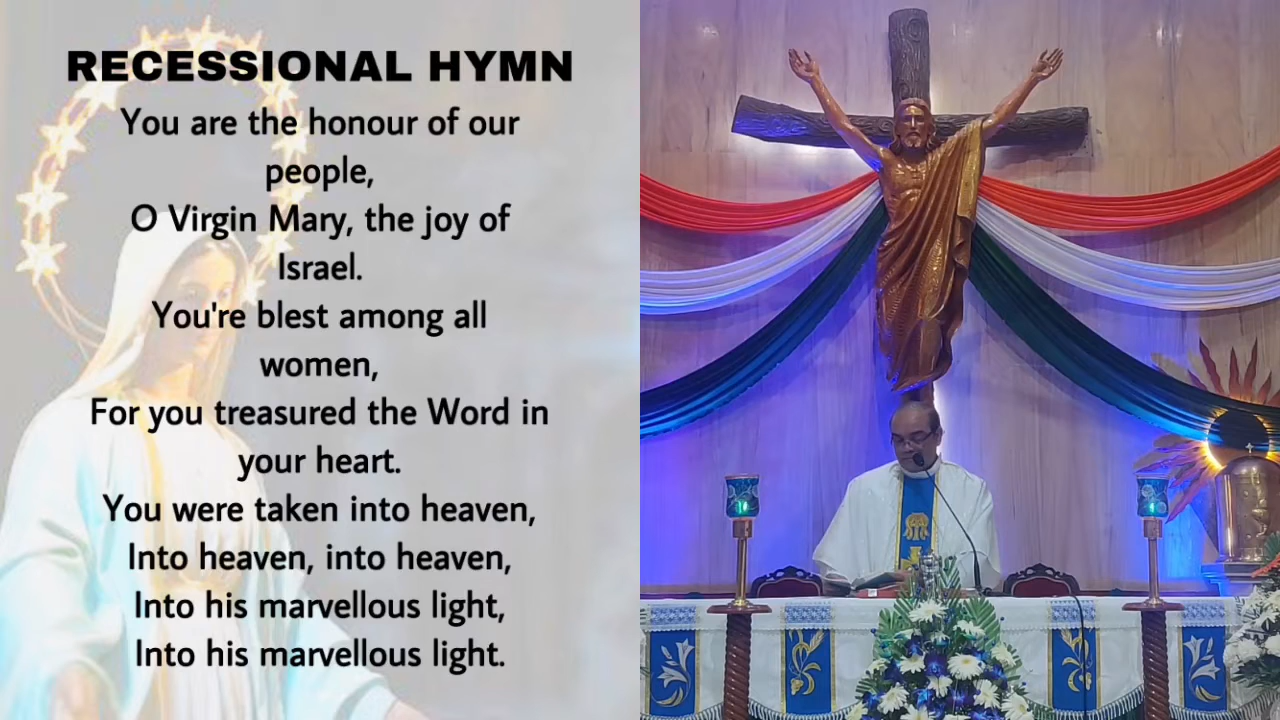 RECESSIONAL HYMN
You are the honour of our
people,
O Virgin Mary, the joy of
Israel.
You're blest among all
women,
For you treasured the Word in
your heart.
You were taken into heaven,
Into heaven, into heaven,
Into his marvellous light,
Into his marvellous light.